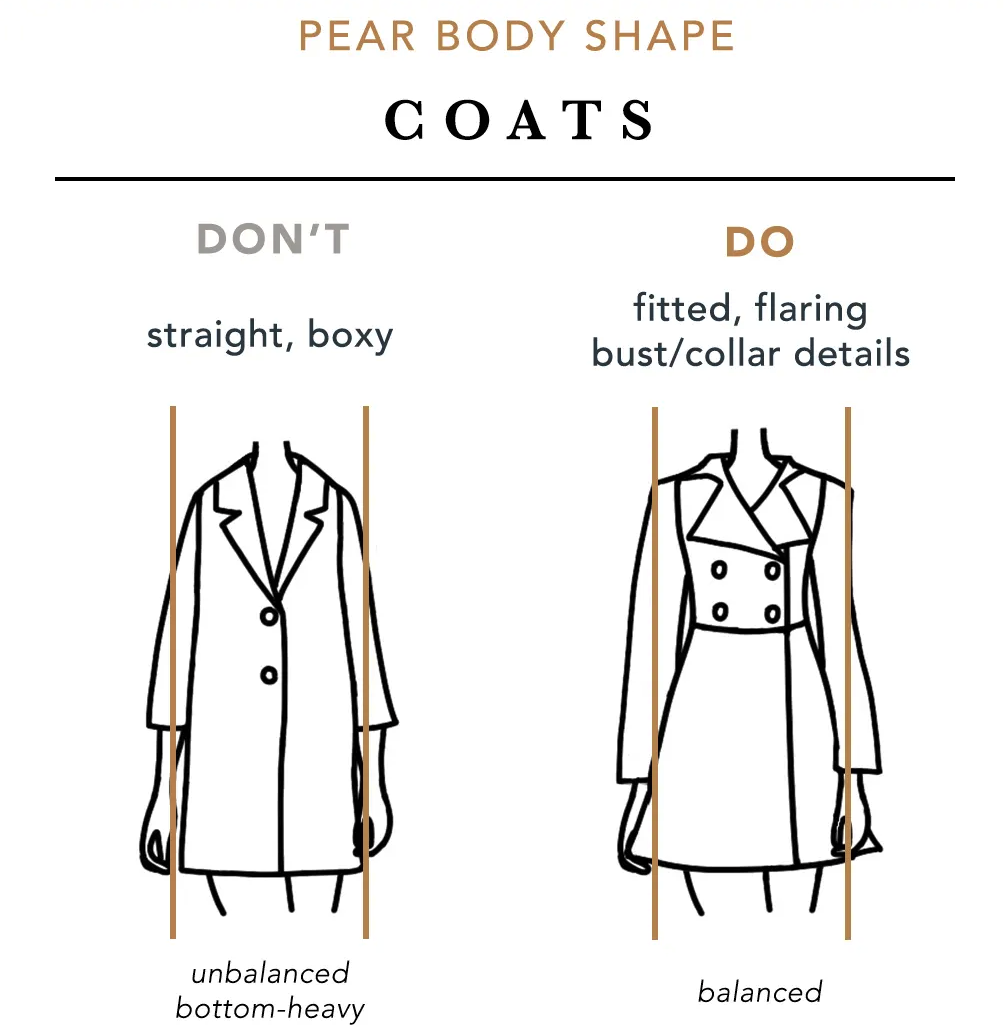 PEAR BODY SHAPE
COATS
DON’T
straight, boxy
unbalanced
bottom-heavy
DO
fitted, flaring
bust/collar details
balanced